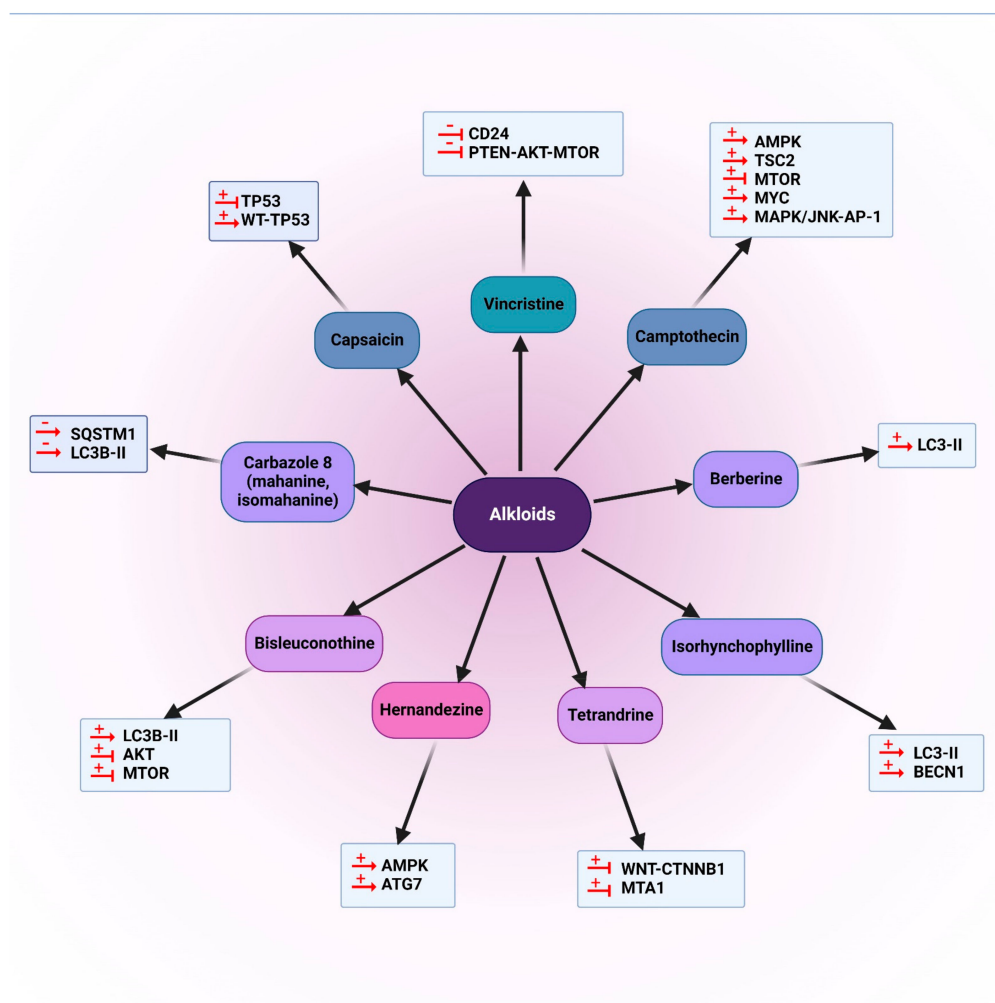 - CD24
- PTEN-AKT-MTOR
+ AMPK
+ TSC2
+ MTOR
+ MYC
+ MAPK/JNK-AP-1
+ TP53
+ WT-TP53
Vincristine
Capsaicin
Camptothecin
- SQSTM1
- LC3B-II
Carbazole 8
(mahanine,
isomahanine)
+ LC3-II
Berberine
Alkloids
Bisleuconothine
Isorhynchophylline
Hernandezine
Tetrandrine
+ LC3B-II
+ AKT
+ MTOR
+ LC3-II
+ BECN1
+ AMPK
+ ATG7
+ WNT-CTNNB1
+ MTA1